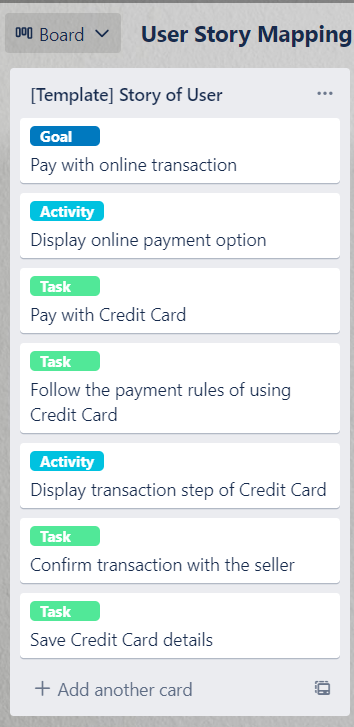 Board
User Story Mapping
[Template] Story of User
Goal
Pay with online transaction
Activity
Display online payment option
Task
Pay with Credit Card
Task
Follow the payment rules of using
Credit Card
Activity
Display transaction step of Credit Card
Task
Confirm transaction with the seller
Task
Save Credit Card details
+ Add another card